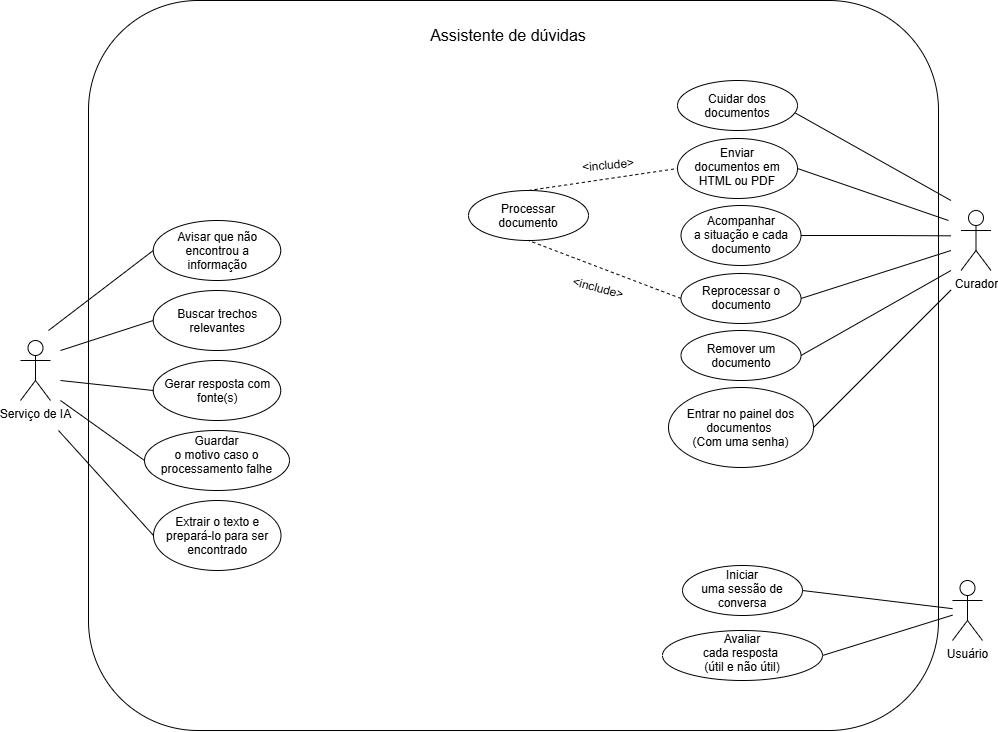 Assistente de dúvidas
Cuidar dos
documentos
Enviar
documentos em
HTML ou PDF
<include>
Processar
documento
Acompanhar
a situação e cada
documento
<include>
Reprocessar o
documento
Remover um
documento
Entrar no painel dos
documentos
(Com uma senha)
Curador
Avisar que não
encontrou a
informação
Buscar trechos
relevantes
Gerar resposta com
fonte(s)
Serviço de IA
Guardar
o motivo caso o
processamento falhe
Extrair o texto e
prepará-lo para ser
encontrado
Iniciar
uma sessão de
conversa
Avaliar
cada resposta
(útil e não útil)
Usuário